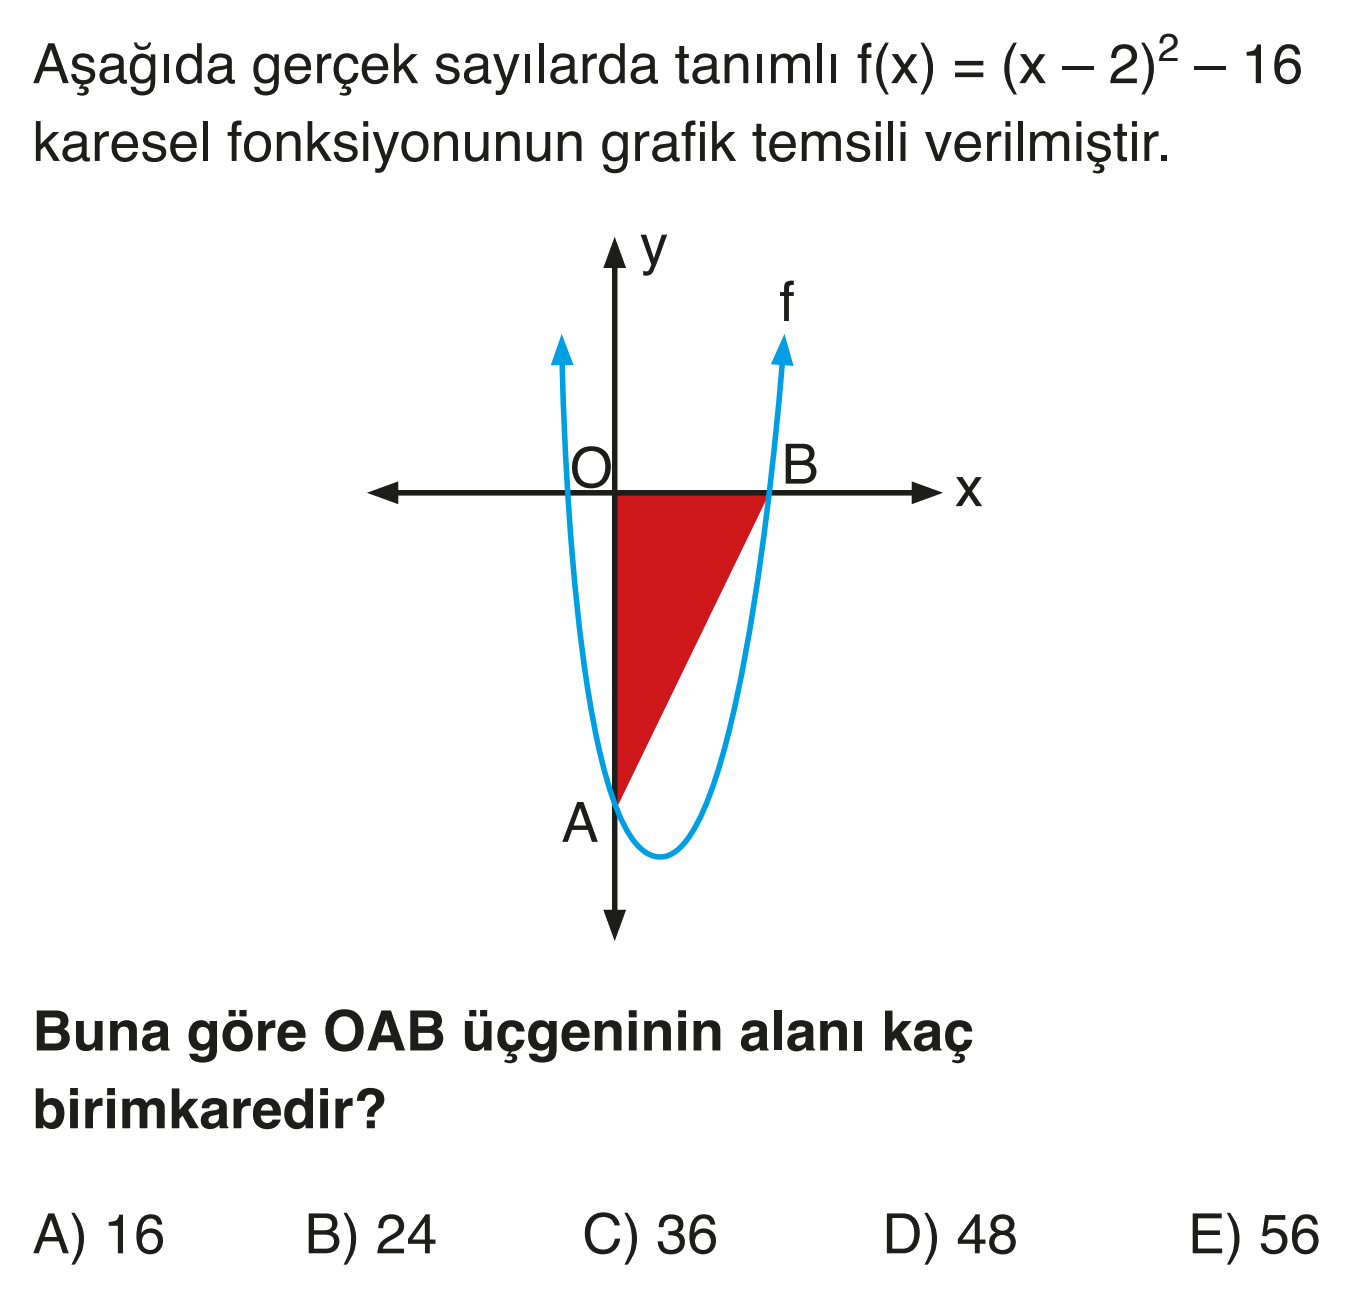 Aşağıda gerçek sayılarda tanımlı f(x) = (x – 2)² – 16
karesel fonksiyonunun grafik temsili verilmiştir.
y
f
O
B
x
A
Buna göre OAB üçgeninin alanı kaç
birimkaredir?
A) 16 B) 24 C) 36 D) 48 E) 56